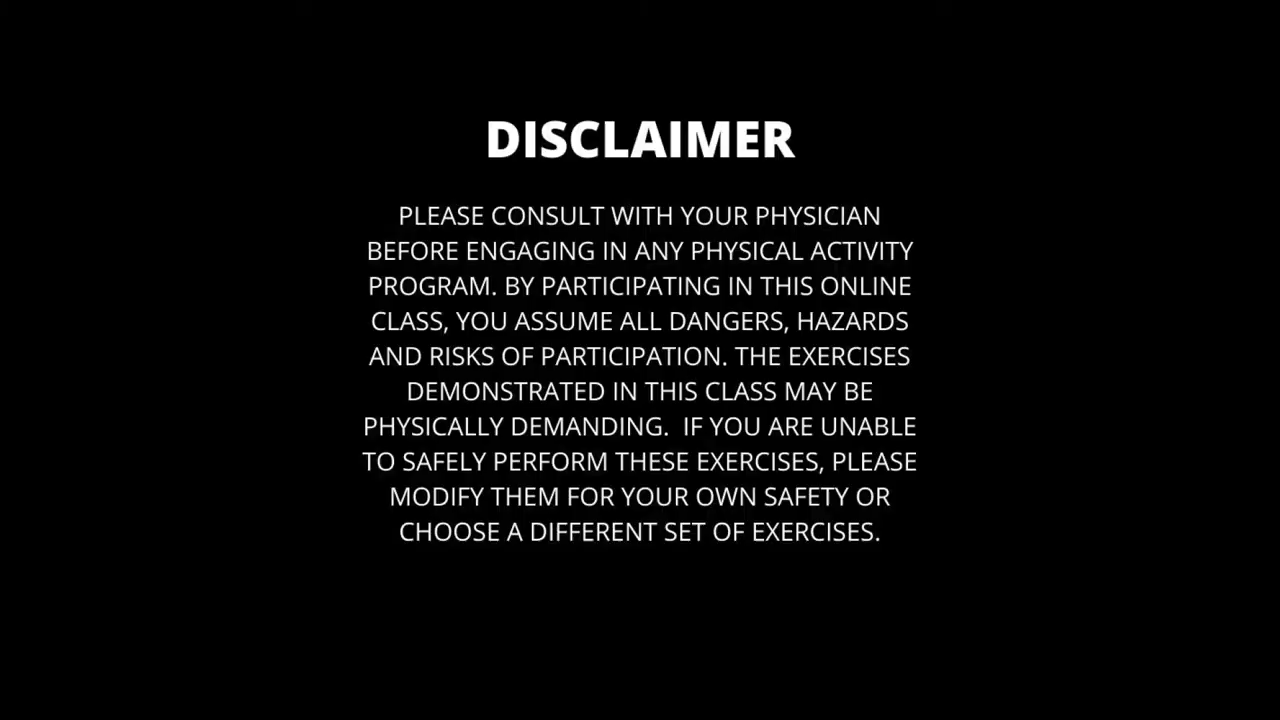 DISCLAIMER
PLEASE CONSULT WITH YOUR PHYSICIAN
BEFORE ENGAGING IN ANY PHYSICAL ACTIVITY
PROGRAM. BY PARTICIPATING IN THIS ONLINE
CLASS, YOU ASSUME ALL DANGERS, HAZARDS
AND RISKS OF PARTICIPATION. THE EXERCISES
DEMONSTRATED IN THIS CLASS MAY BE
PHYSICALLY DEMANDING.  IF YOU ARE UNABLE
TO SAFELY PERFORM THESE EXERCISES, PLEASE
MODIFY THEM FOR YOUR OWN SAFETY OR
CHOOSE A DIFFERENT SET OF EXERCISES.